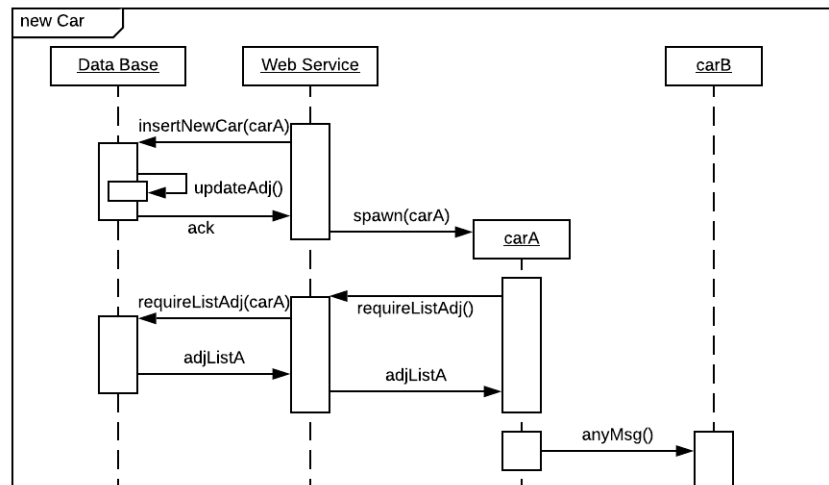 new Car
Data Base
Web Service
carB
insertNewCar(carA)
updateAdj()
ack
spawn(carA)
carA
requireListAdj(carA)
requireListAdj()
adjListA
adjListA
anyMsg()